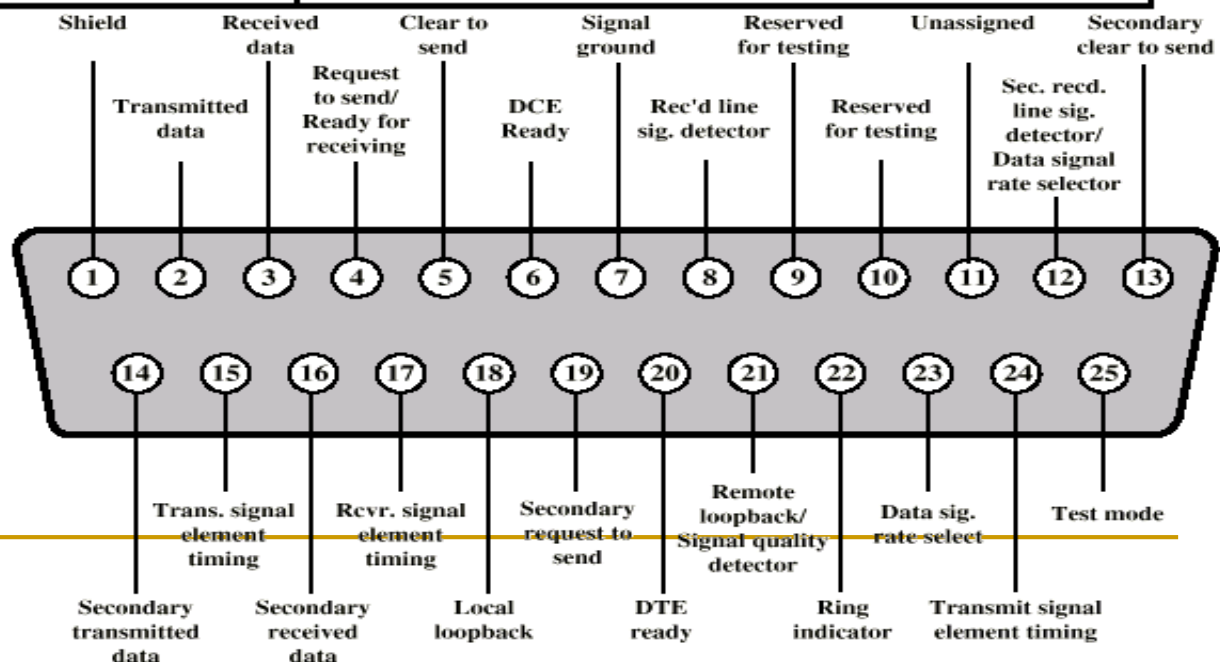 Shield
Received
data
Clear to
send
Signal
ground
Reserved
for testing
Unassigned
Secondary
clear to send
Transmitted
data
Request
to send/
Ready for
receiving
DCE
Ready
Rec'd line
sig. detector
Reserved
for testing
Sec. recd.
line sig.
detector/
Data signal
rate selector
1 2 3 4 5 6 7 8 9 10 11 12 13
14 15 16 17 18 19 20 21 22 23 24 25
Trans. signal
element
timing
Rcvr. signal
element
timing
Secondary
request to
send
Remote
loopback/
Signal quality
detector
Data sig.
rate select
Test mode
Secondary
transmitted
data
Secondary
received
data
Local
loopback
DTE
ready
Ring
indicator
Transmit signal
element timing